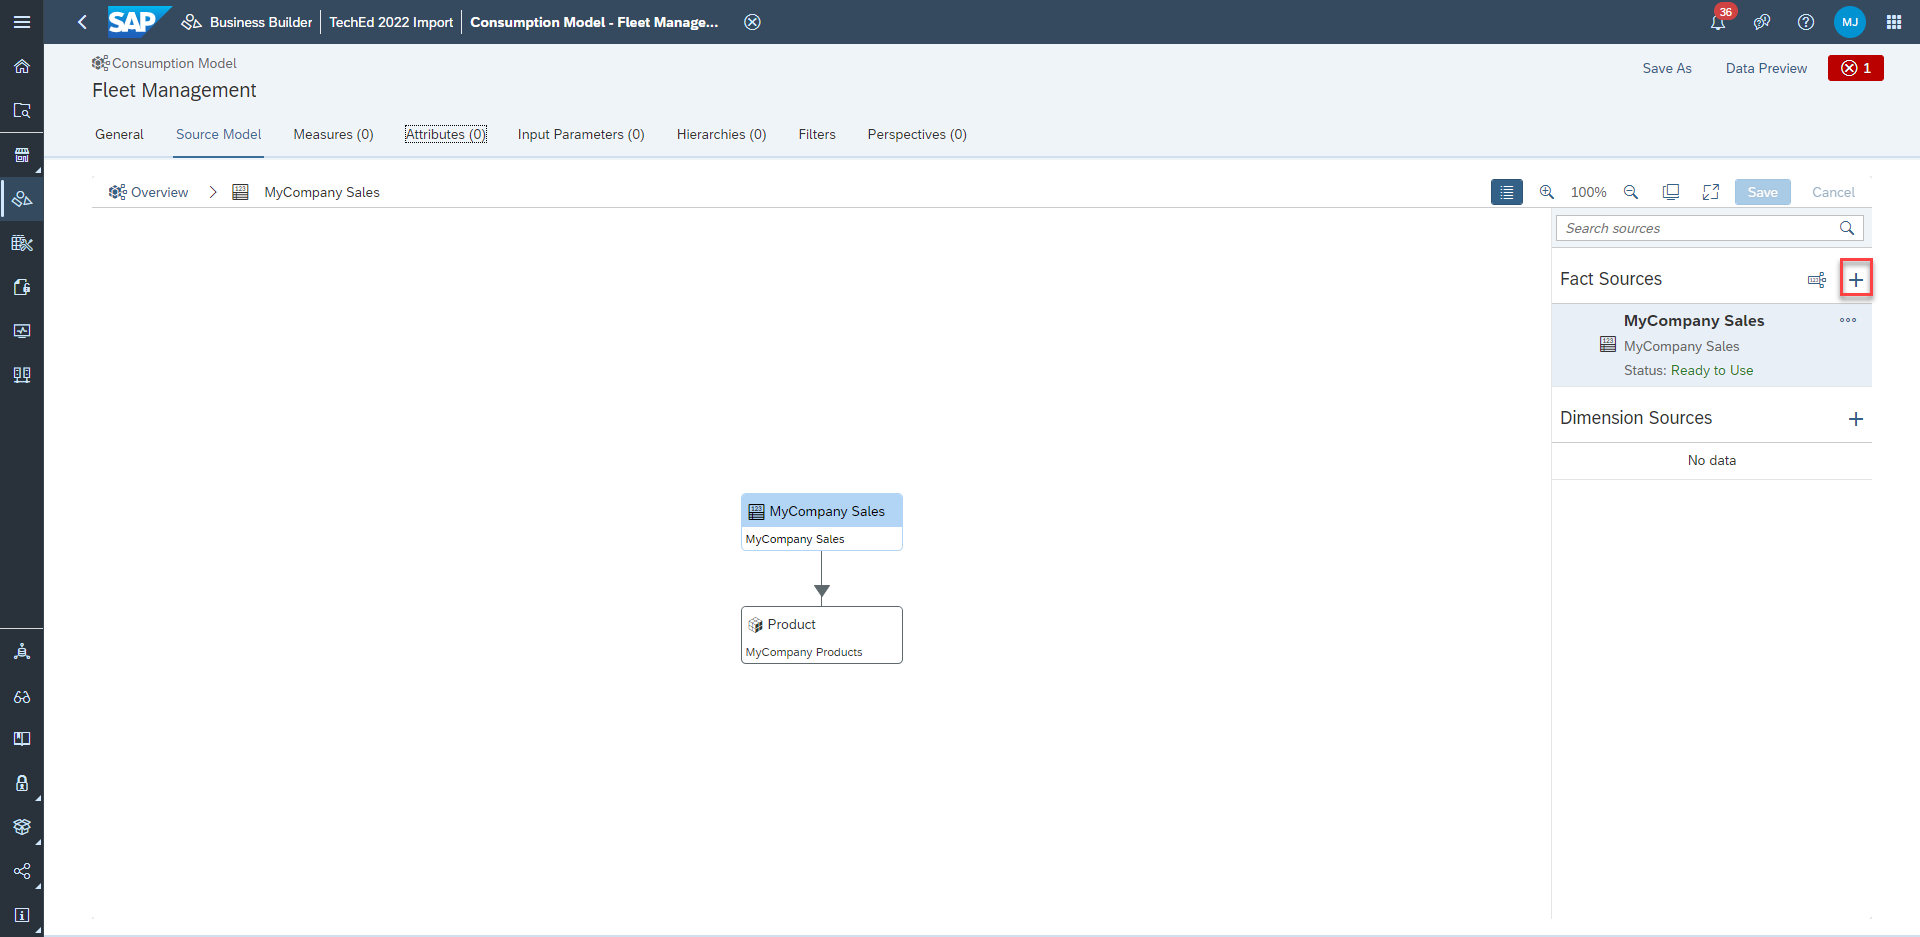 SAP Business Builder TechEd 2022 Import Consumption Model - Fleet Manage... 36 MJ
Consumption Model
Fleet Management
Save As Data Preview 1
General Source Model Measures (0) Attributes (0) Input Parameters (0) Hierarchies (0) Filters Perspectives (0)
Overview MyCompany Sales 100% Save Cancel
Search sources
Fact Sources
MyCompany Sales
MyCompany Sales
Status: Ready to Use
Dimension Sources
No data
MyCompany Sales
MyCompany Sales
Product
MyCompany Products